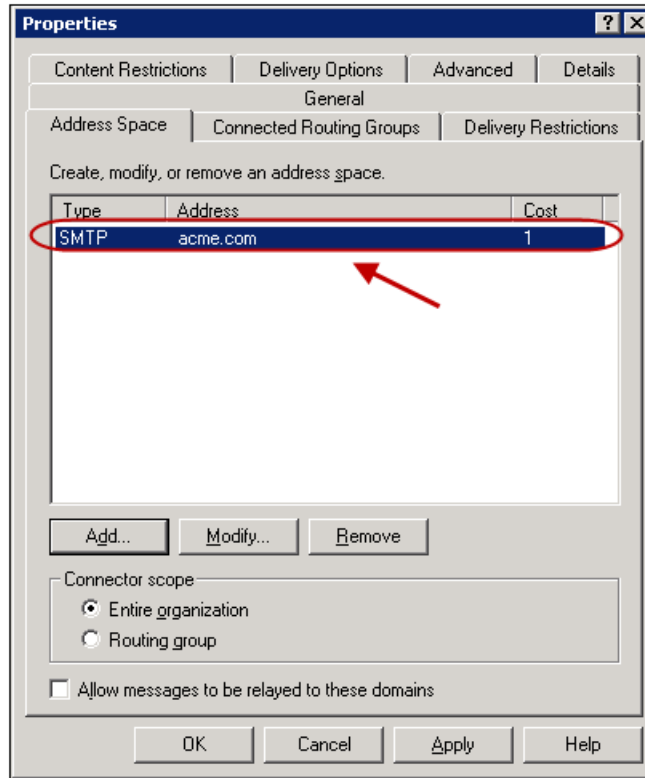 Properties
Content Restrictions Delivery Options Advanced Details
General
Address Space Connected Routing Groups Delivery Restrictions
Create, modify, or remove an address space.
Type Address Cost
SMTP acme.com 1
Add... Modify... Remove
Connector scope
Entire organization
Routing group
Allow messages to be relayed to these domains
OK Cancel Apply Help